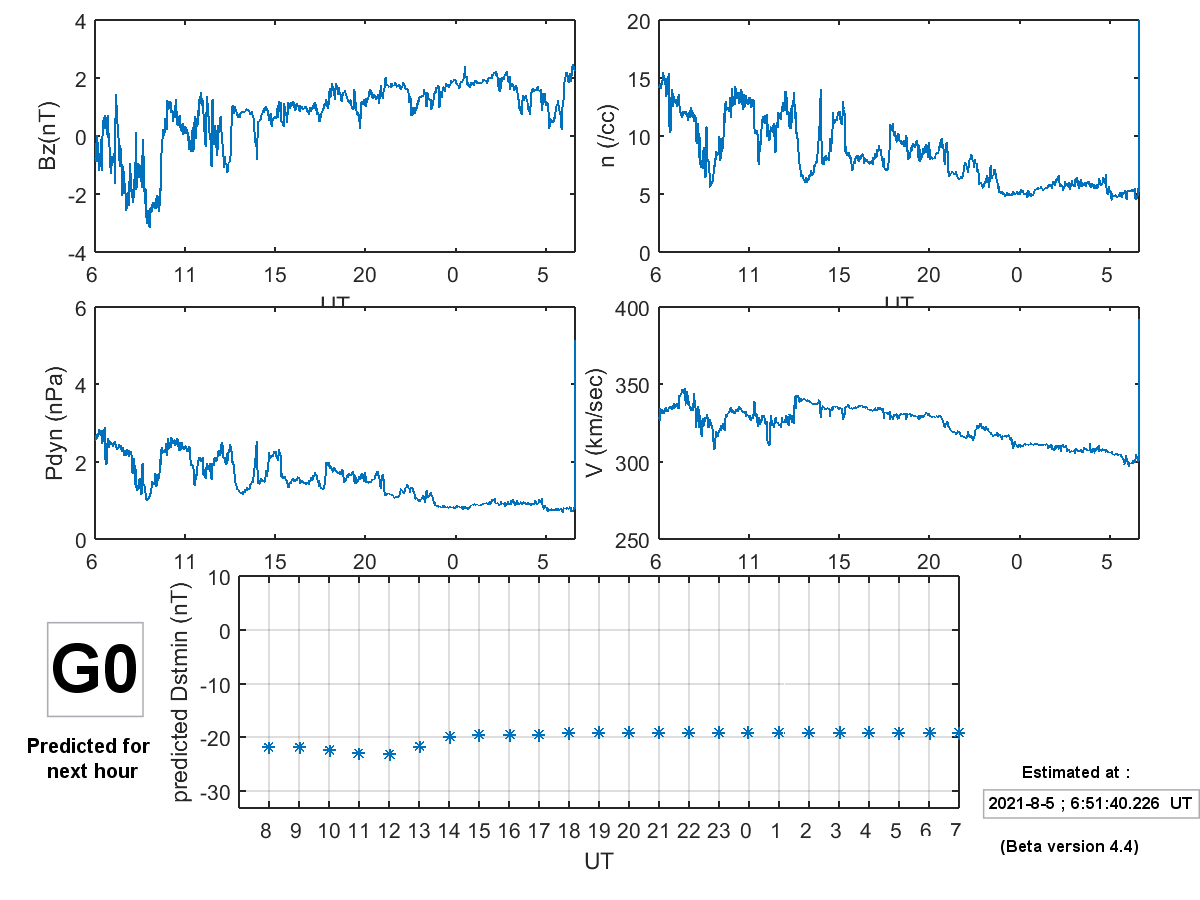 4
2
0
-2
-4
Bz(nT)
6 11 15 20 0 5
UT
20
15
10
5
0
n (/cc)
6 11 15 20 0 5
UT
6
4
2
0
Pdyn (nPa)
6 11 15 20 0 5
400
350
300
250
V (km/sec)
6 11 15 20 0 5
10
0
-10
-20
-30
predicted Dstmin (nT)
8 9 10 11 12 13 14 15 16 17 18 19 20 21 22 23 0 1 2 3 4 5 6 7
UT
G0
Predicted for
next hour
Estimated at :
2021-8-5 ; 6:51:40.226 UT
(Beta version 4.4)